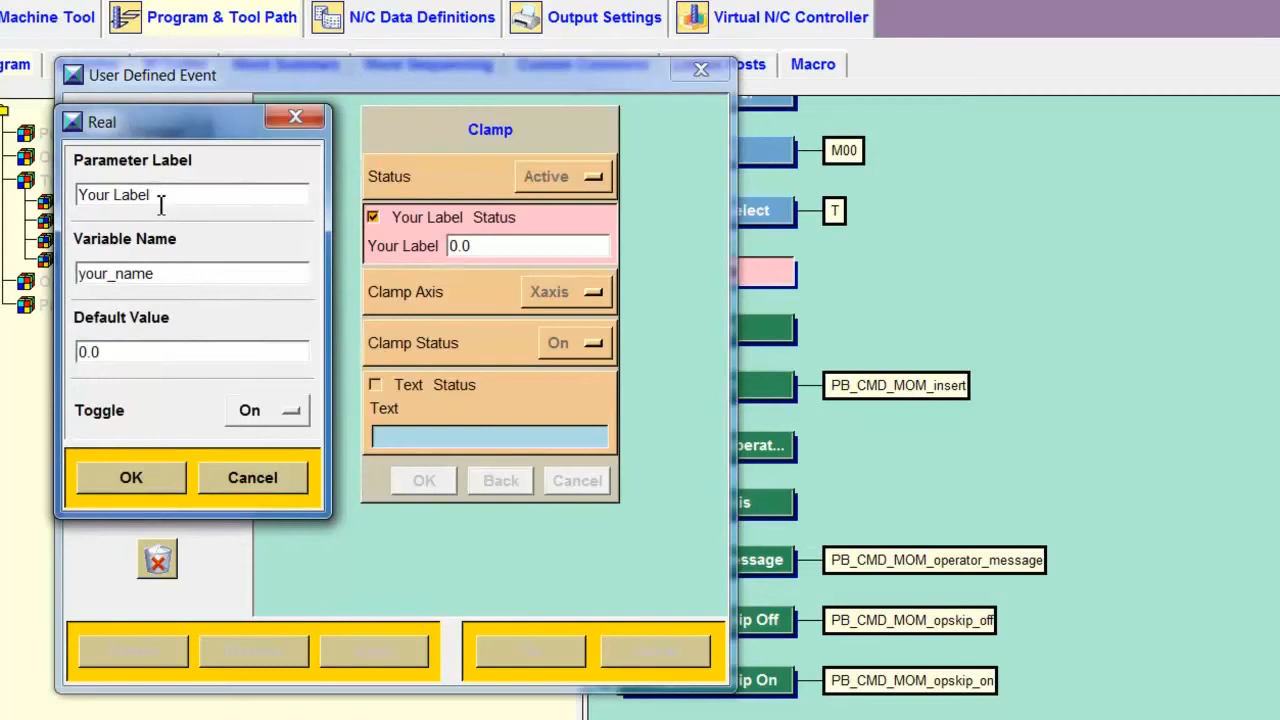 Machine Tool
Program & Tool Path
N/C Data Definitions
Output Settings
Virtual N/C Controller
gram
osts
Macro
User Defined Event
Real
Parameter Label
Your Label
Variable Name
your_name
Default Value
0.0
Toggle
On
OK
Cancel
Clamp
Status
Active
Your Label Status
Your Label
0.0
Clamp Axis
Xaxis
Clamp Status
On
Text Status
Text
OK
Back
Cancel
M00
elect
T
PB_CMD_MOM_insert
perat...
is
ssage
PB_CMD_MOM_operator_message
ip Off
PB_CMD_MOM_opskip_off
ip On
PB_CMD_MOM_opskip_on